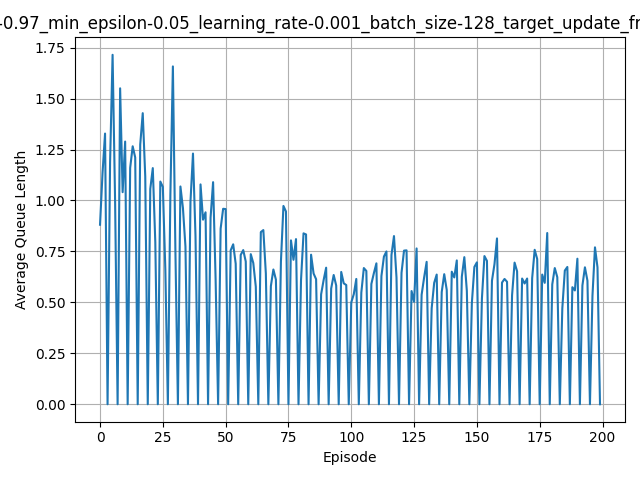 -0.97_min_epsilon-0.05_learning_rate-0.001_batch_size-128_target_update_fr
1.75
1.50
1.25
1.00
0.75
0.50
0.25
0.00
Average Queue Length
0 25 50 75 100 125 150 175 200
Episode